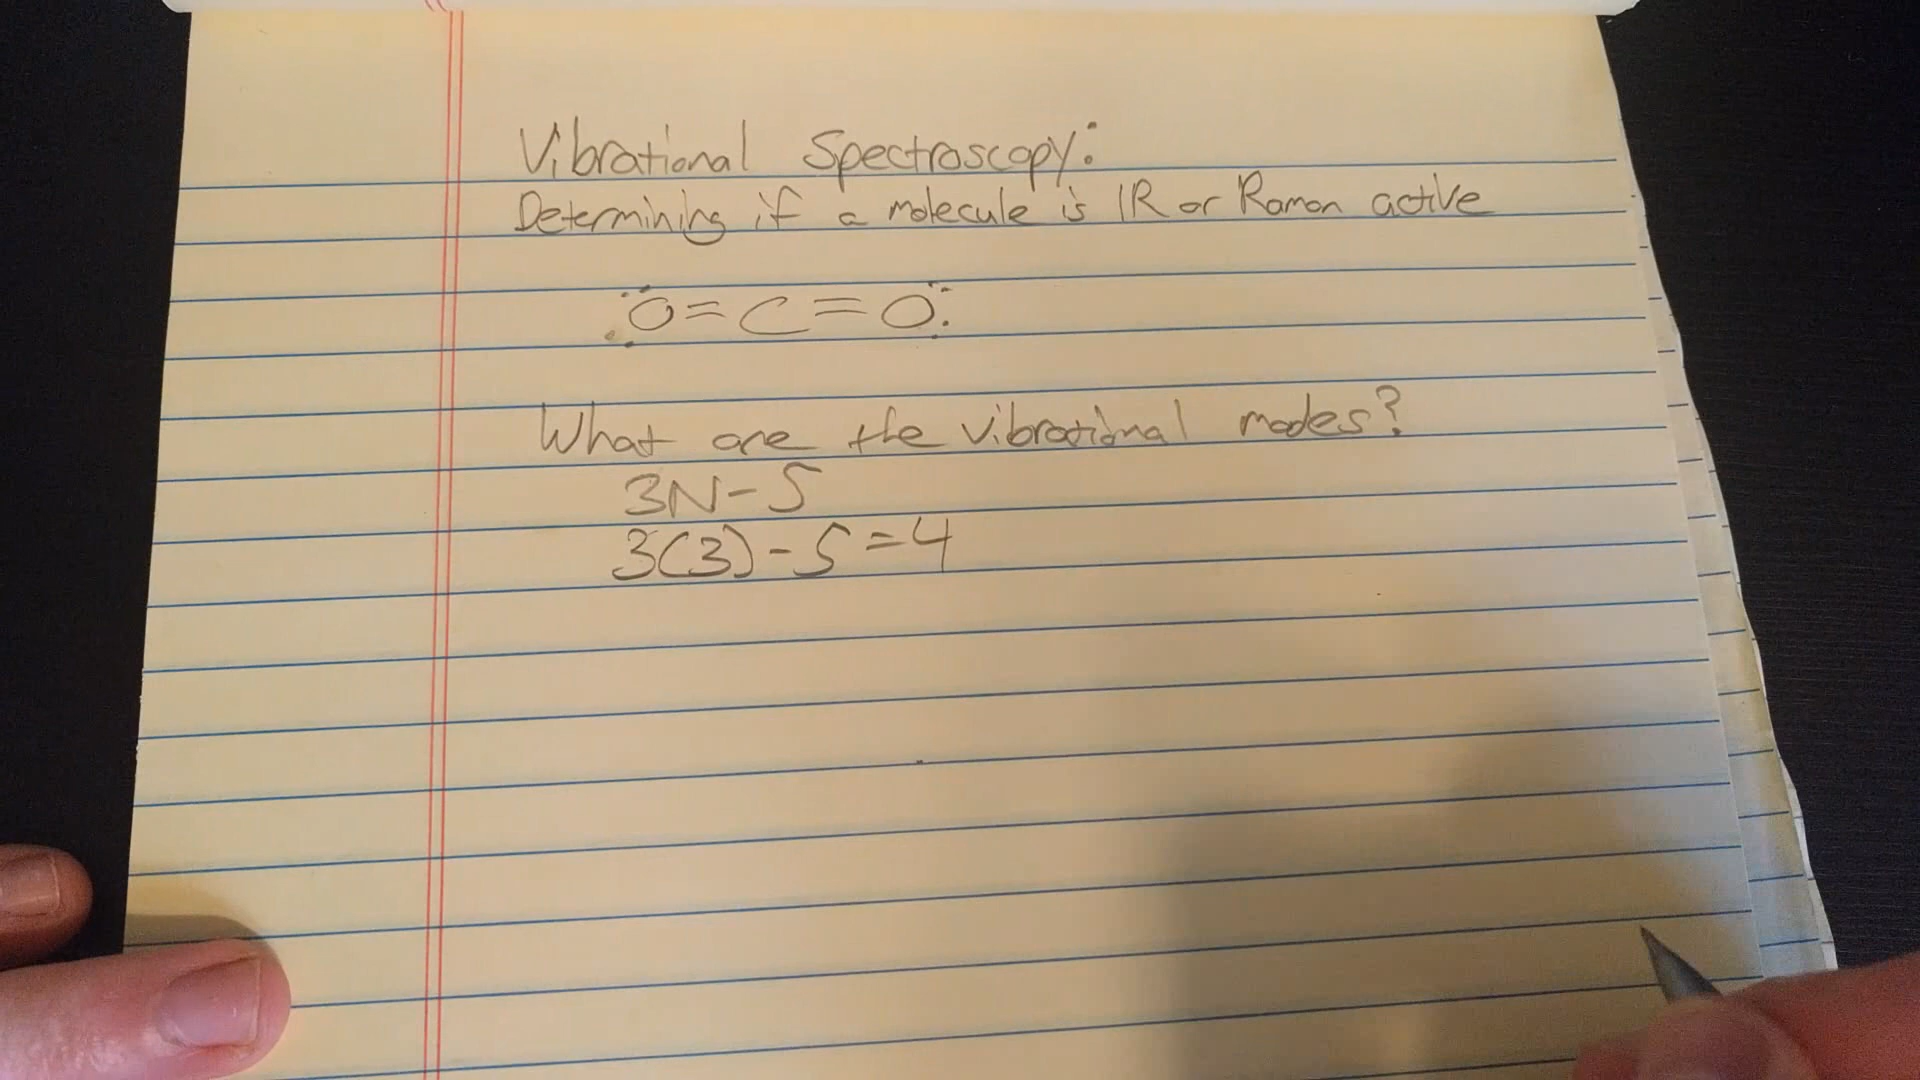 Vibrational Spectroscopy:
Determining if a molecule is IR or Raman active
:Ö=C=Ö:
What are the vibrational modes?
3N-5
3(3)-5=4